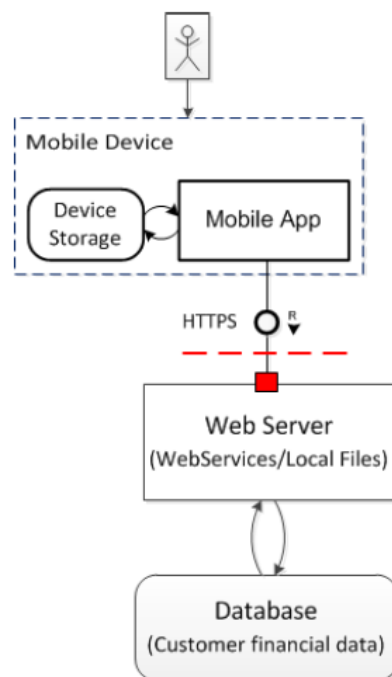 Mobile Device
Device
Storage
Mobile App
HTTPS
R
Web Server
(WebServices/Local Files)
Database
(Customer financial data)